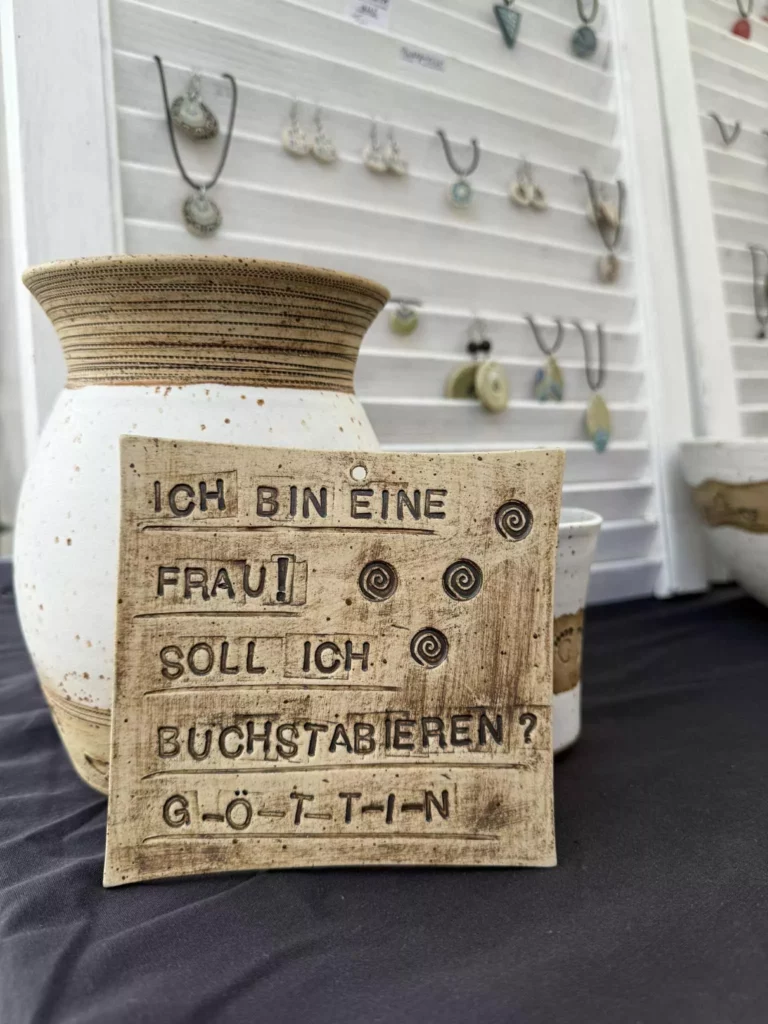 ICH BIN EINE
FRAU!
SOLL ICH
BUCHSTABIEREN?
G-Ö-T-T-I-N